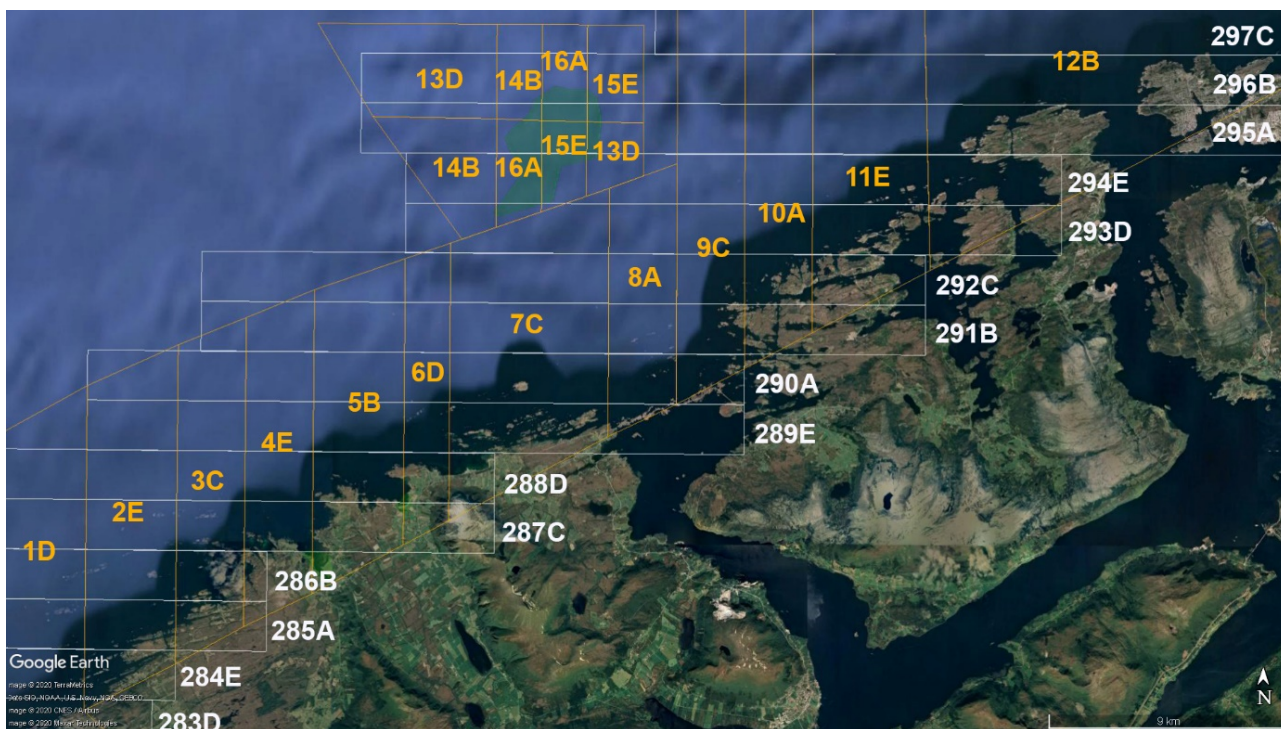 297C
16A
12B
13D
14B
15E
296B
295A
15E
13D
14B
16A
11E
294E
10A
293D
9C
8A
292C
7C
291B
6D
290A
5B
289E
4E
3C
288D
2E
287C
1D
286B
285A
Google Earth
284E
N
9 km
283D